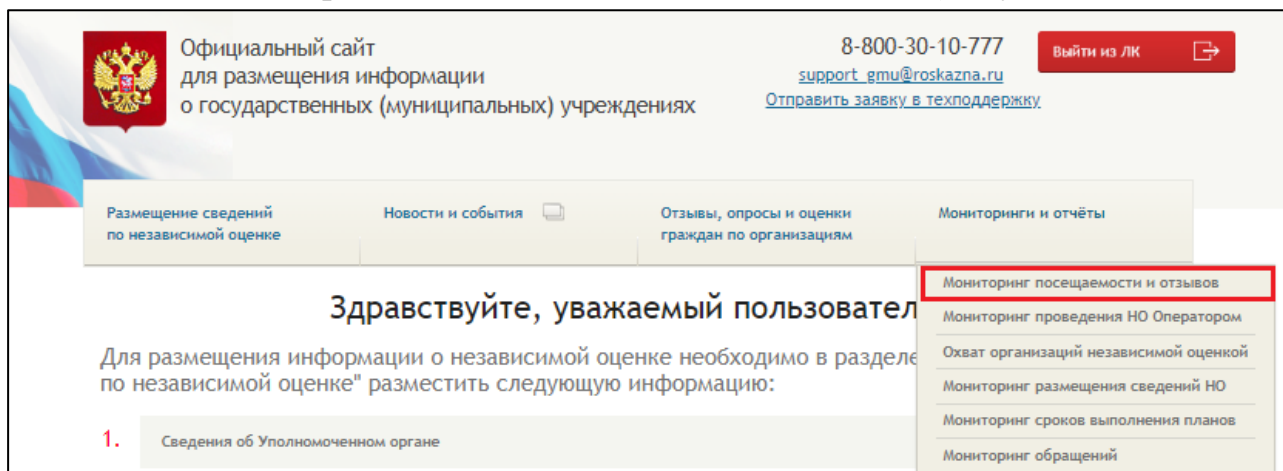 Официальный сайт
для размещения информации
о государственных (муниципальных) учреждениях
8-800-30-10-777
support_gmu@roskazna.ru
Отправить заявку в техподдержку
Выйти из ЛК
Размещение сведений
по независимой оценке
Новости и события
Отзывы, опросы и оценки
граждан по организациям
Мониторинги и отчёты
Мониторинг посещаемости и отзывов
Мониторинг проведения НО Оператором
Охват организаций независимой оценкой
Мониторинг размещения сведений НО
Мониторинг сроков выполнения планов
Мониторинг обращений
Здравствуйте, уважаемый пользовател
Для размещения информации о независимой оценке необходимо в разделе
по независимой оценке" разместить следующую информацию:
1. Сведения об Уполномоченном органе